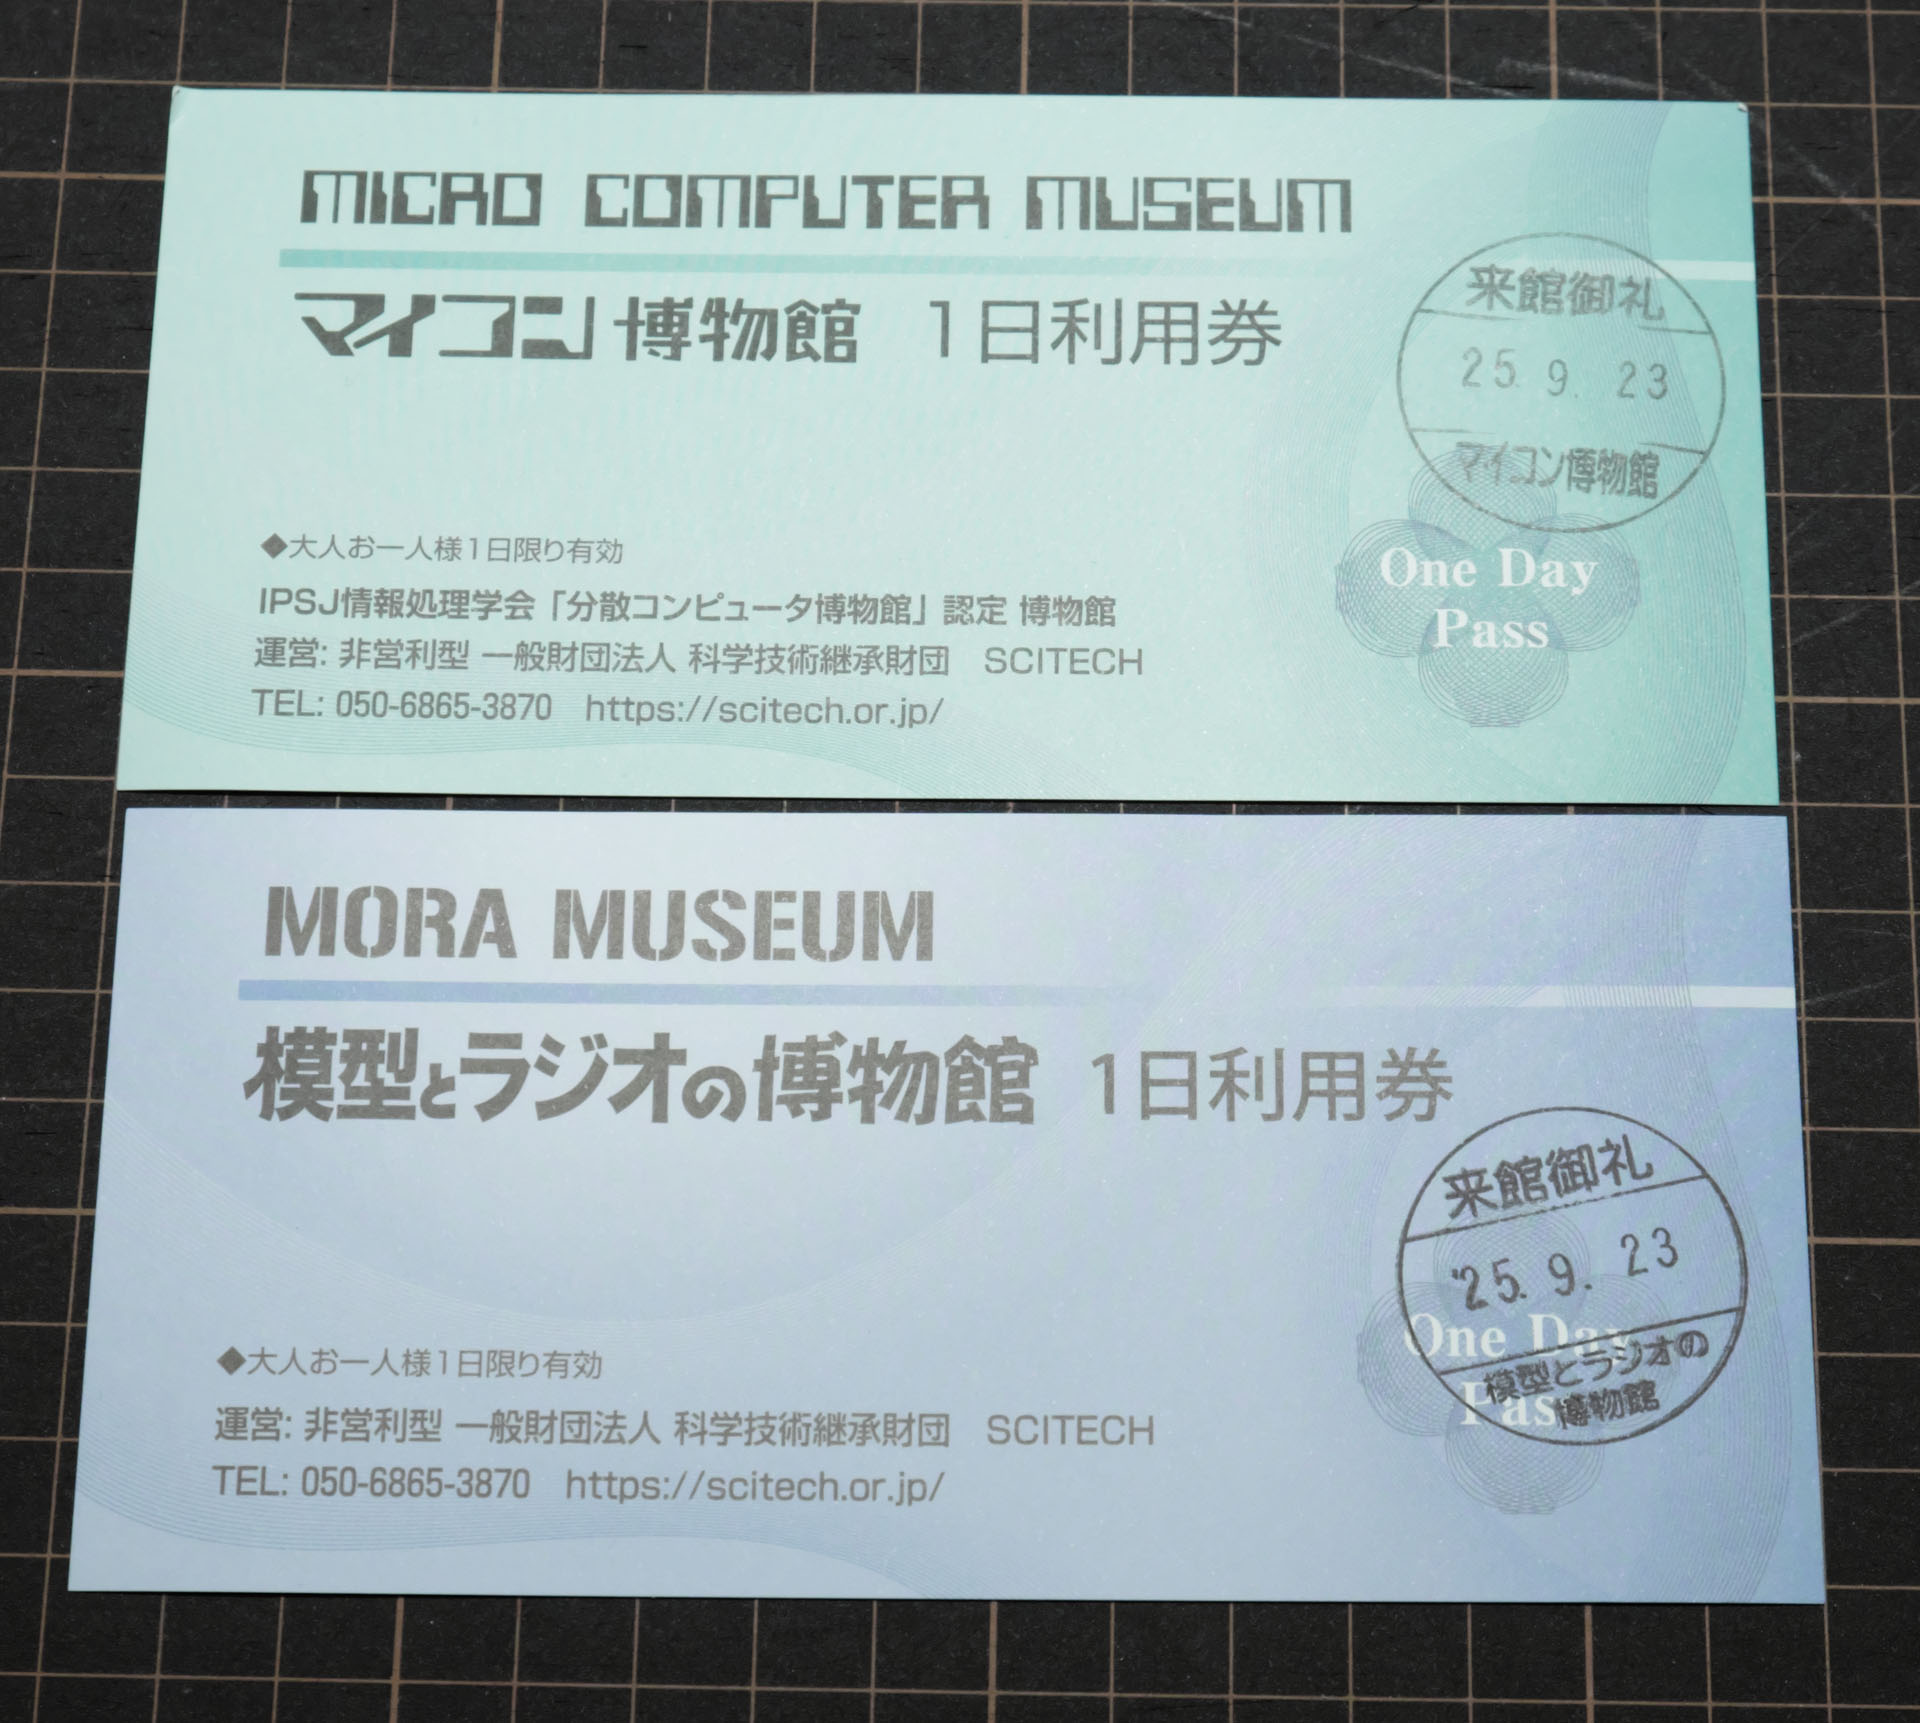 MICRO COMPUTER MUSEUM
マイコン博物館 1日利用券
来館御礼
25. 9. 23
マイコン博物館
One Day
Pass
◆大人お一人様1日限り有効
IPSJ情報処理学会「分散コンピュータ博物館」認定 博物館
運営: 非営利型 一般財団法人 科学技術継承財団 SCITECH
TEL: 050-6865-3870 https://scitech.or.jp/
MORA MUSEUM
模型とラジオの博物館 1日利用券
来館御礼
'25. 9. 23
模型とラジオの
博物館
One Day
Pass
◆大人お一人様1日限り有効
運営: 非営利型 一般財団法人 科学技術継承財団 SCITECH
TEL: 050-6865-3870 https://scitech.or.jp/